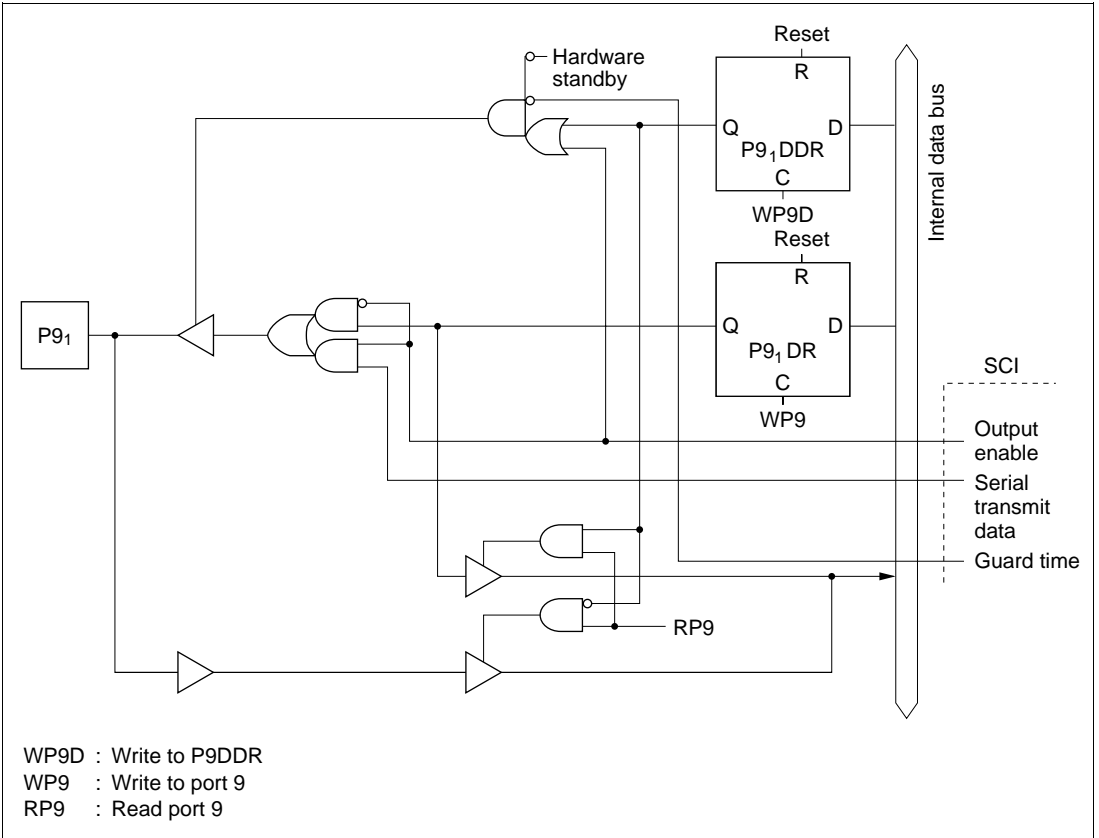 Reset
Hardware
standby
R
Q
D
P9₁DDR
C
WP9D
Internal data bus
Reset
R
P9₁
Q
D
P9₁DR
C
WP9
SCI
Output
enable
Serial
transmit
data
Guard time
RP9
WP9D : Write to P9DDR
WP9 : Write to port 9
RP9 : Read port 9